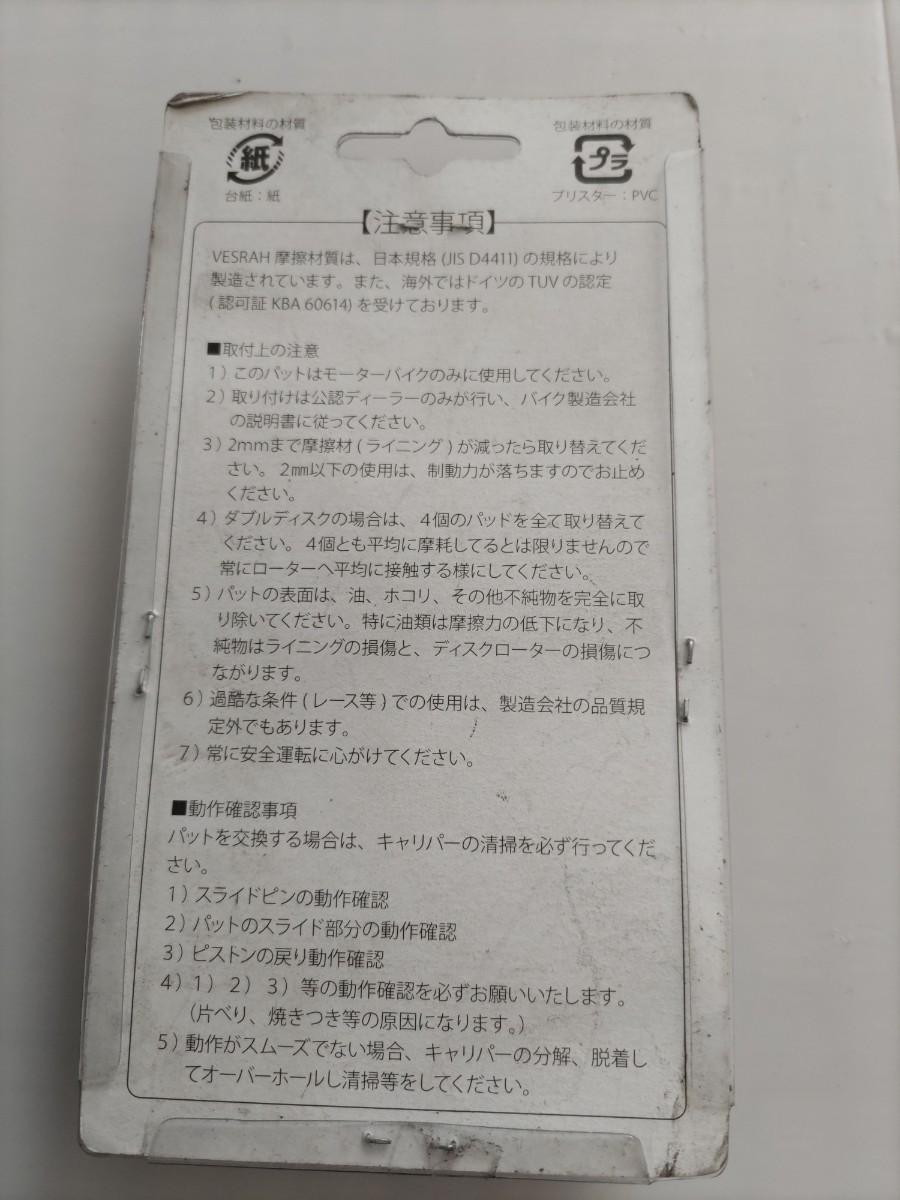 包装材料の材質
包装材料の材質
紙
プラ
台紙：紙
ブリスター：PVC
【注意事項】
VESRAH 摩擦材質は、日本規格 (JIS D4411) の規格により
製造されています。また、海外ではドイツの TUV の認定
( 認可証 KBA 60614) を受けております。
■取付上の注意
1）このパットはモーターバイクのみに使用してください。
2）取り付けは公認ディーラーのみが行い、バイク製造会社
の説明書に従ってください。
3）2mmまで摩擦材 ( ライニング ) が減ったら取り替えてくだ
さい。2㎜以下の使用は、制動力が落ちますのでお止め
ください。
4）ダブルディスクの場合は、4個のパッドを全て取り替えて
ください。4個とも平均に摩耗してるとは限りませんので
常にローターへ平均に接触する様にしてください。
5）パットの表面は、油、ホコリ、その他不純物を完全に取
り除いてください。特に油類は摩擦力の低下になり、不
純物はライニングの損傷と、ディスクローターの損傷につ
ながります。
6）過酷な条件 ( レース等 ) での使用は、製造会社の品質規
定外でもあります。
7）常に安全運転に心がけてください。
■動作確認事項
パットを交換する場合は、キャリパーの清掃を必ず行ってくだ
さい。
1）スライドピンの動作確認
2）パットのスライド部分の動作確認
3）ピストンの戻り動作確認
4）1）2）3）等の動作確認を必ずお願いいたします。
（片べり、焼きつき等の原因になります。）
5）動作がスムーズでない場合、キャリパーの分解、脱着し
てオーバーホールし清掃等をしてください。